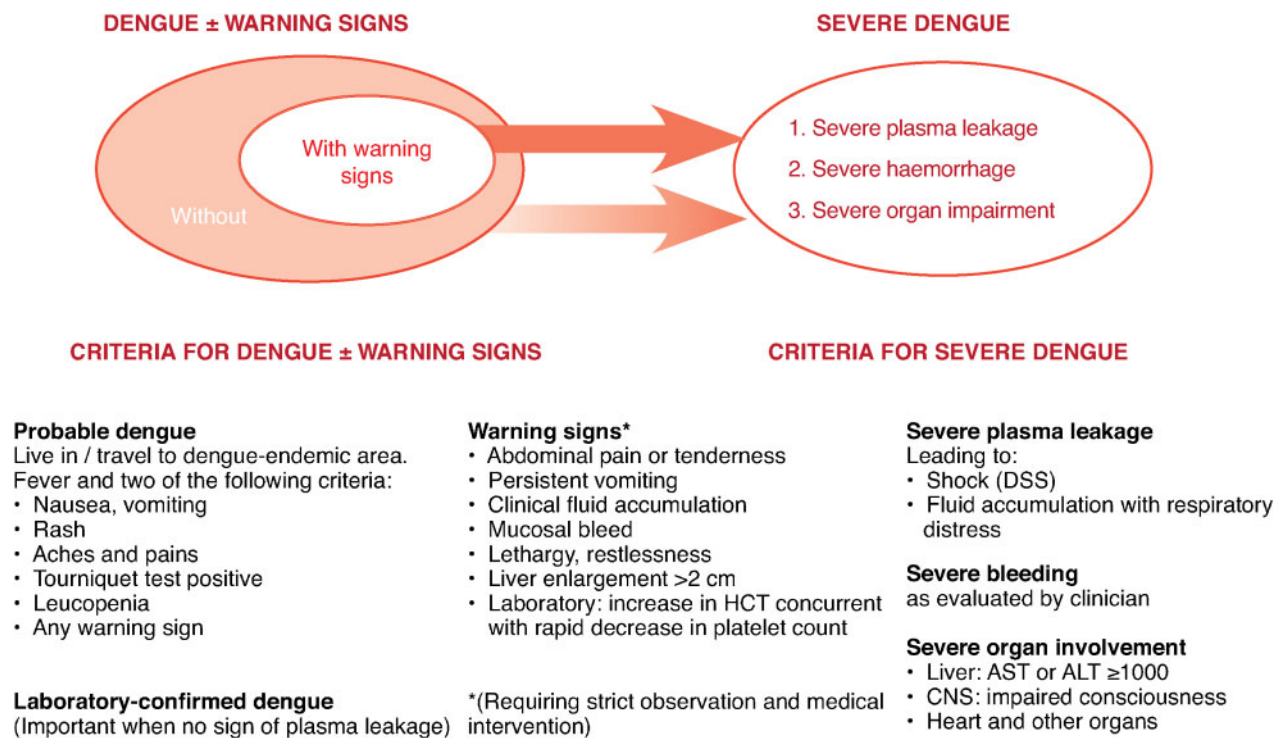 DENGUE ± WARNING SIGNS
SEVERE DENGUE
With warning
signs
Without
1. Severe plasma leakage
2. Severe haemorrhage
3. Severe organ impairment
CRITERIA FOR DENGUE ± WARNING SIGNS
CRITERIA FOR SEVERE DENGUE
Probable dengue
Live in / travel to dengue-endemic area.
Fever and two of the following criteria:
• Nausea, vomiting
• Rash
• Aches and pains
• Tourniquet test positive
• Leucopenia
• Any warning sign
Laboratory-confirmed dengue
(Important when no sign of plasma leakage)
Warning signs*
• Abdominal pain or tenderness
• Persistent vomiting
• Clinical fluid accumulation
• Mucosal bleed
• Lethargy, restlessness
• Liver enlargement >2 cm
• Laboratory: increase in HCT concurrent
with rapid decrease in platelet count
*(Requiring strict observation and medical
intervention)
Severe plasma leakage
Leading to:
• Shock (DSS)
• Fluid accumulation with respiratory
distress
Severe bleeding
as evaluated by clinician
Severe organ involvement
• Liver: AST or ALT ≥1000
• CNS: impaired consciousness
• Heart and other organs